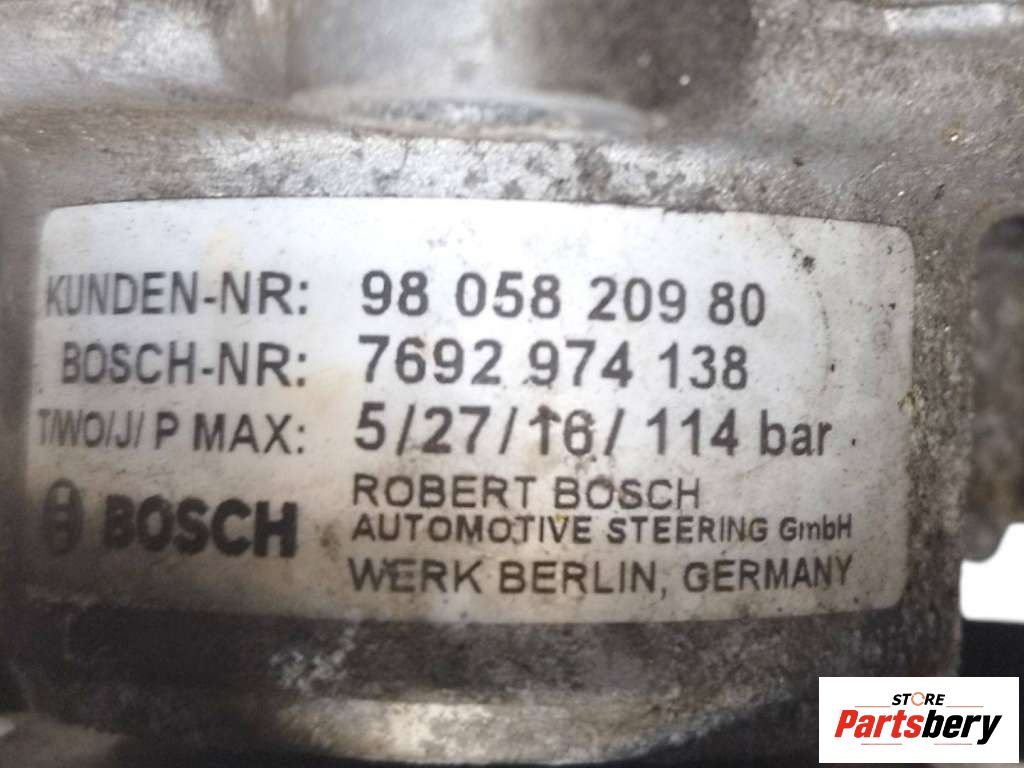 KUNDEN-NR: 98 058 209 80
BOSCH-NR: 7692 974 138
T/WO/J/ P MAX: 5/27/16/ 114 bar
BOSCH
ROBERT BOSCH
AUTOMOTIVE STEERING GmbH
WERK BERLIN, GERMANY
STORE
Partsbery